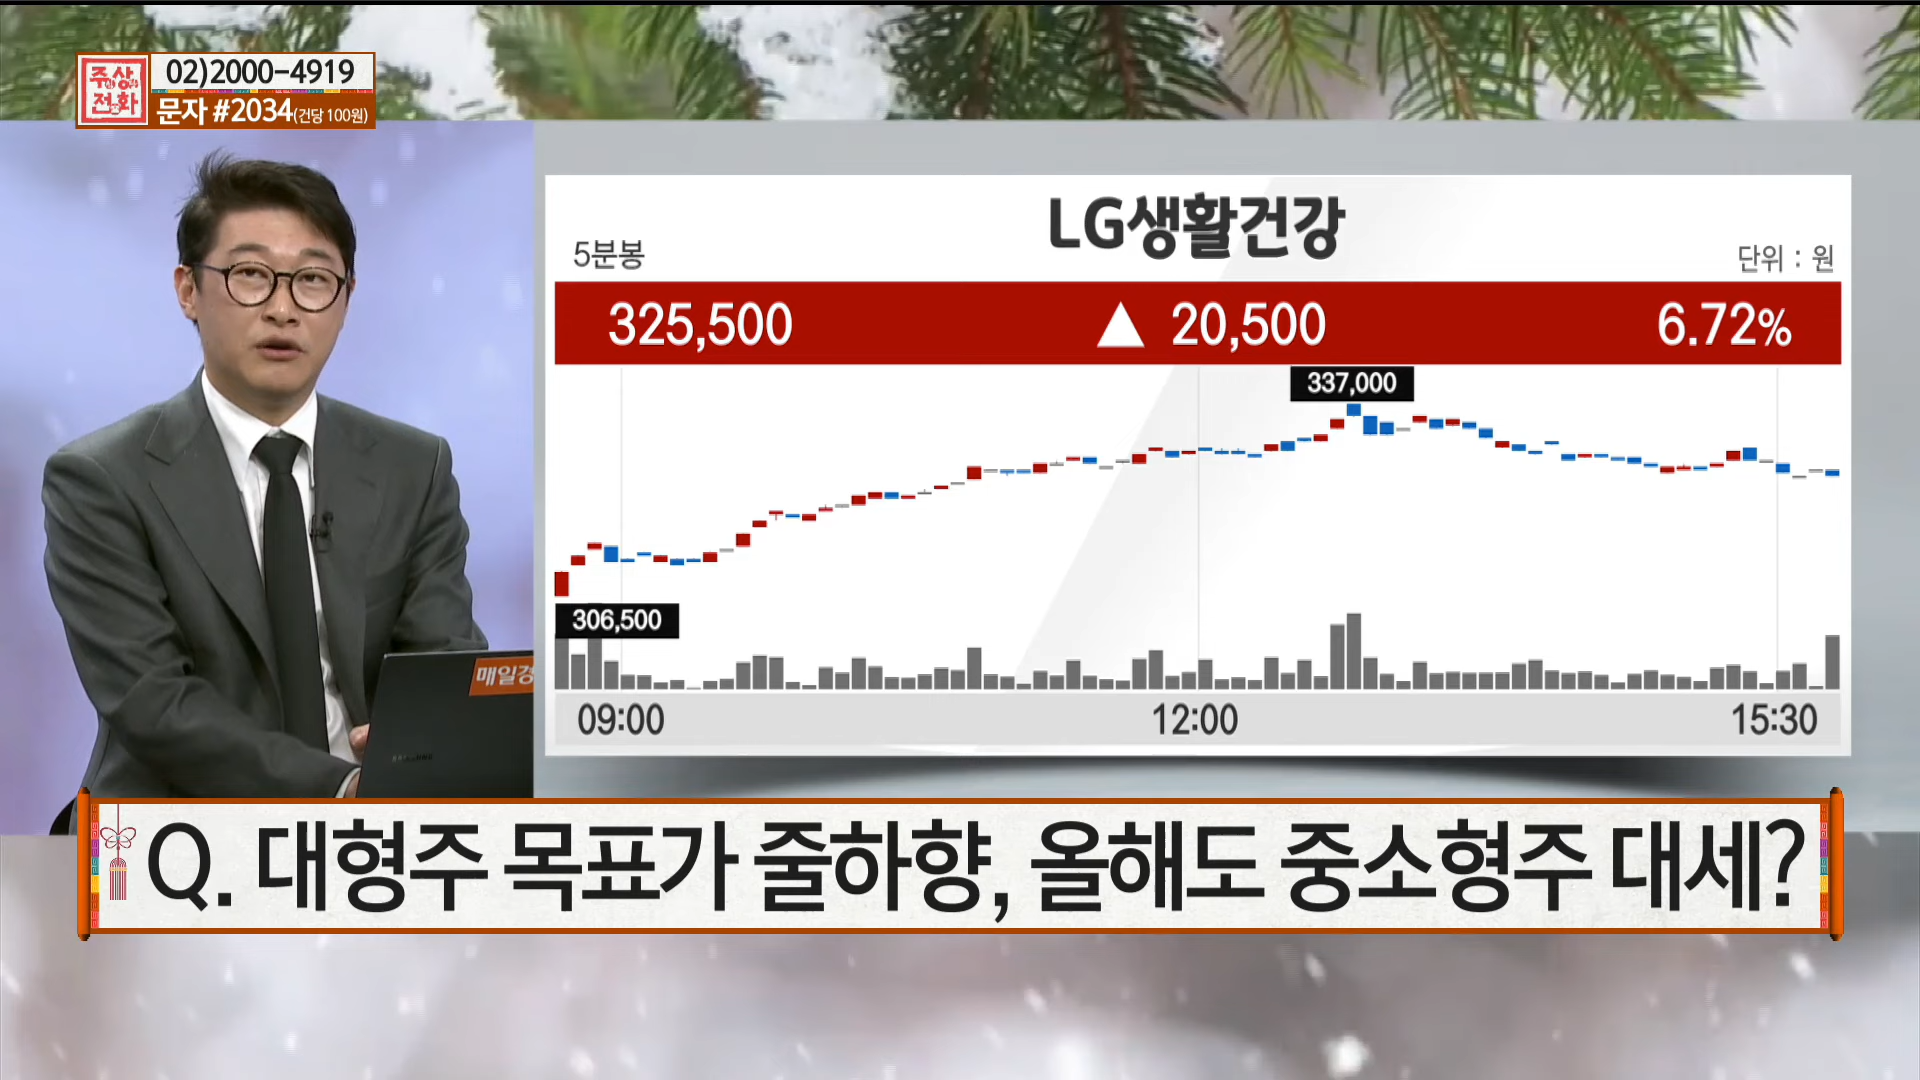 주상
전화
02)2000-4919
문자 #2034(건당 100원)
LG생활건강
5분봉
단위 : 원
325,500 ▲ 20,500 6.72%
337,000
306,500
09:00 12:00 15:30
매일경
Q. 대형주 목표가 줄하향, 올해도 중소형주 대세?